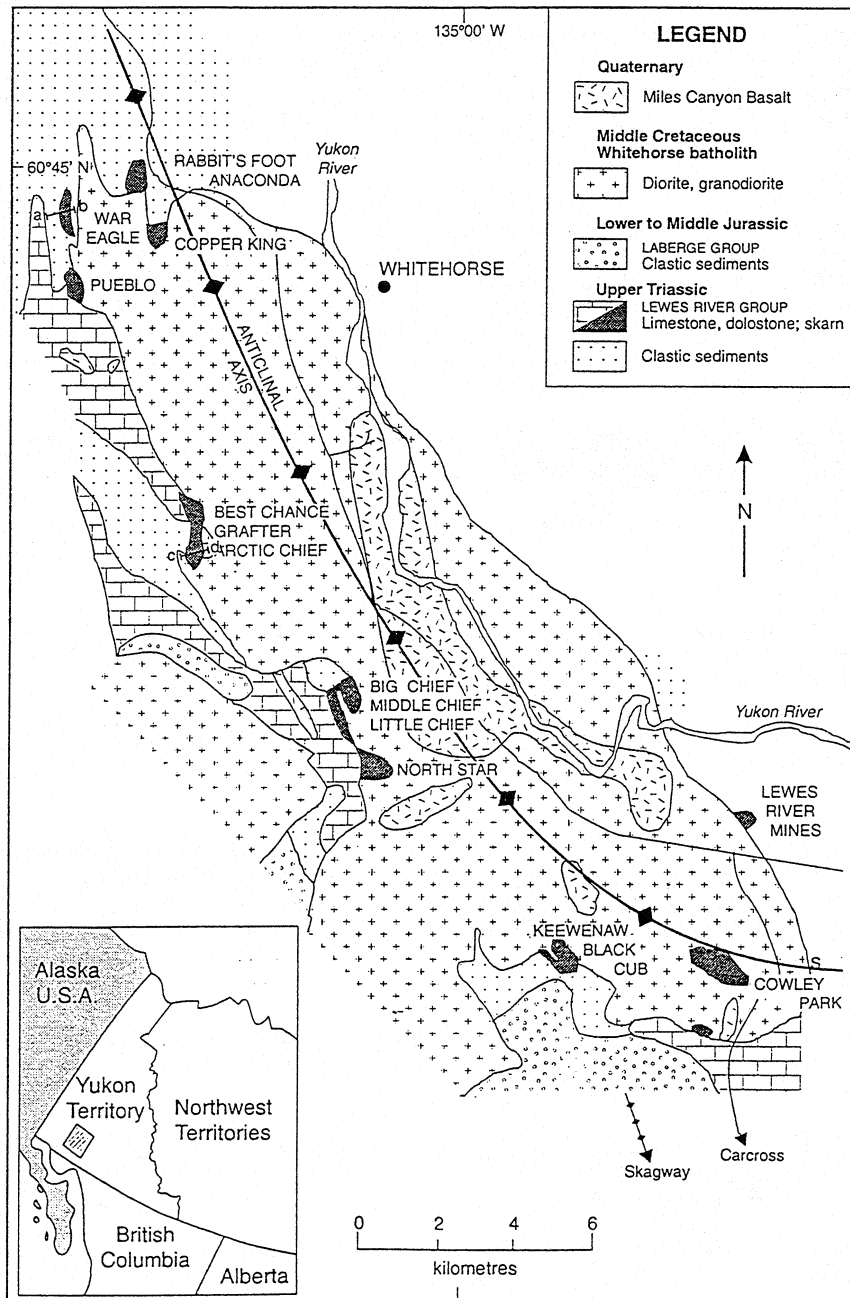 135°00' W
LEGEND
Quaternary
Miles Canyon Basalt
Middle Cretaceous
Whitehorse batholith
Diorite, granodiorite
Lower to Middle Jurassic
LABERGE GROUP
Clastic sediments
Upper Triassic
LEWES RIVER GROUP
Limestone, dolostone; skarn
Clastic sediments
60°45' N
RABBIT'S FOOT
ANACONDA
Yukon
River
a
b
WAR
EAGLE
COPPER KING
PUEBLO
WHITEHORSE
ANTICLINAL
AXIS
N
BEST CHANCE
GRAFTER
ARCTIC CHIEF
c
d
BIG CHIEF
MIDDLE CHIEF
LITTLE CHIEF
NORTH STAR
Yukon River
LEWES
RIVER
MINES
KEEWENAW
BLACK
CUB
S
COWLEY
PARK
Skagway
Carcross
Alaska
U.S.A.
Yukon
Territory
Northwest
Territories
British
Columbia
Alberta
0 2 4 6
kilometres